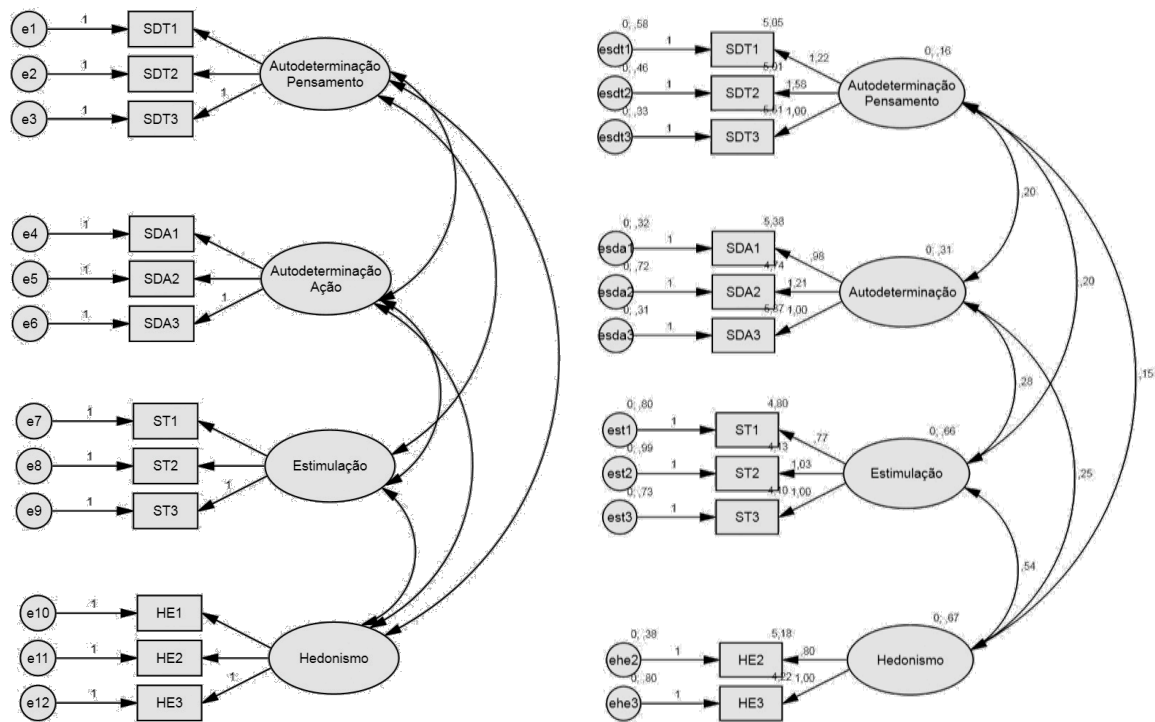 e1
1
SDT1
e2
1
SDT2
e3
1
SDT3
1
Autodeterminação
Pensamento
e4
1
SDA1
e5
1
SDA2
e6
1
SDA3
1
Autodeterminação
Ação
e7
1
ST1
e8
1
ST2
e9
1
ST3
1
Estimulação
e10
1
HE1
e11
1
HE2
e12
1
HE3
1
Hedonismo
0; ,58
esdt1
1
5,05
SDT1
1,22
0; ,46
esdt2
1
5,01
SDT2
1,58
0; ,33
esdt3
1
5,51
SDT3
1,00
0; ,16
Autodeterminação
Pensamento
,20
,20
,15
0; ,32
esda1
1
5,38
SDA1
,98
0; ,72
esda2
1
4,74
SDA2
1,21
0; ,31
esda3
1
5,37
SDA3
1,00
0; ,31
Autodeterminação
,28
,25
0; ,80
est1
1
4,80
ST1
,77
0; ,99
est2
1
4,13
ST2
1,03
0; ,73
est3
1
4,10
ST3
1,00
0; ,66
Estimulação
,54
0; ,38
ehe2
1
5,18
HE2
,80
0; ,80
ehe3
1
4,22
HE3
1,00
0; ,67
Hedonismo